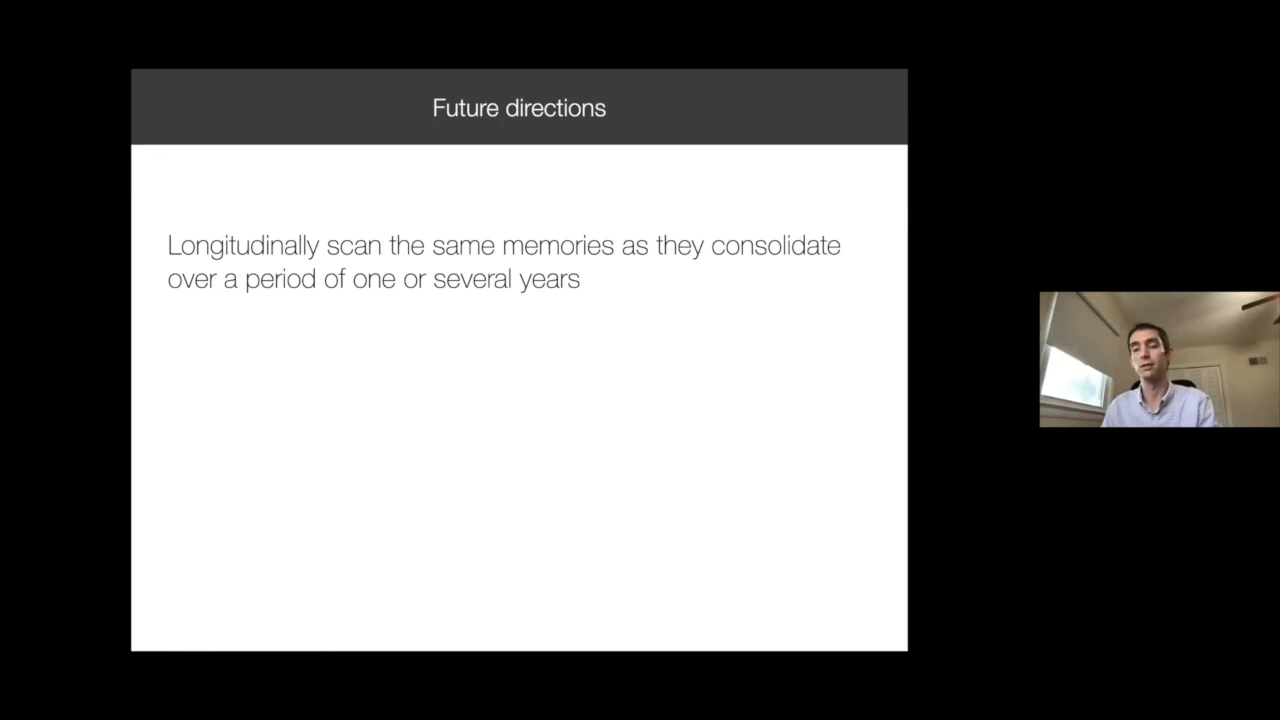 Future directions
Longitudinally scan the same memories as they consolidate
over a period of one or several years